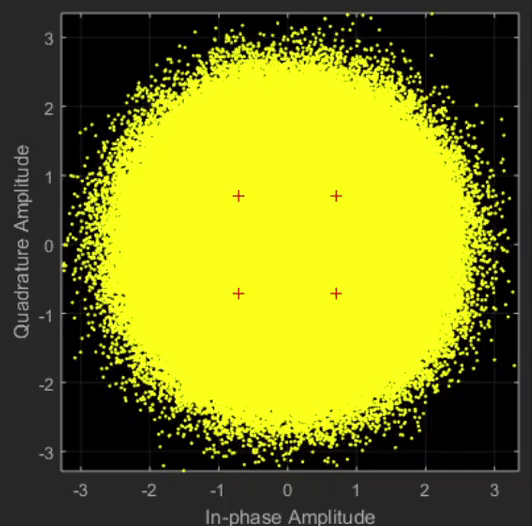 3
2
1
0
-1
-2
-3
Quadrature Amplitude
-3 -2 -1 0 1 2 3
In-phase Amplitude